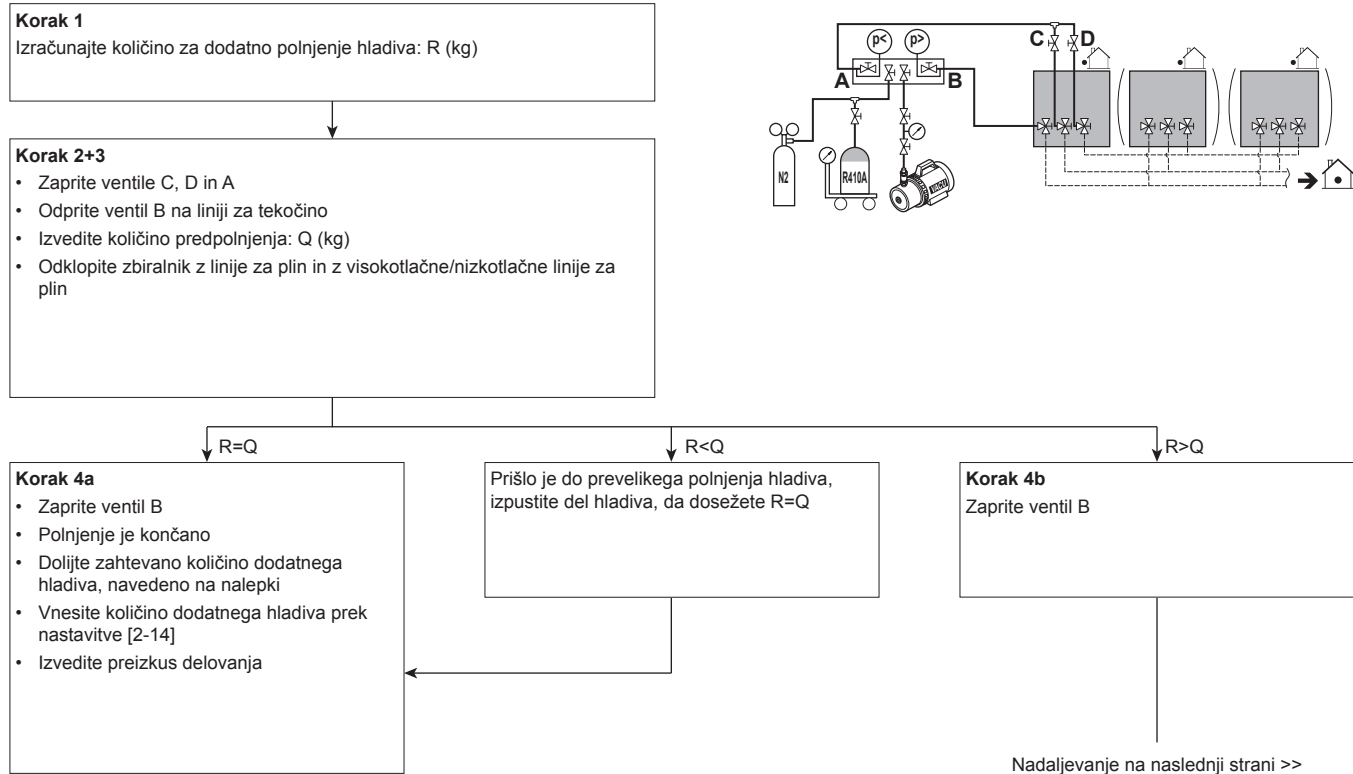 Korak 1
Izračunajte količino za dodatno polnjenje hladiva: R (kg)
p<
p>
A
B
C
D
N2
R410A
Korak 2+3
• Zaprite ventile C, D in A
• Odprite ventil B na liniji za tekočino
• Izvedite količino predpolnjenja: Q (kg)
• Odklopite zbiralnik z linije za plin in z visokotlačne/nizkotlačne linije za
plin
R=Q
R<Q
R>Q
Korak 4a
• Zaprite ventil B
• Polnjenje je končano
• Dolijte zahtevano količino dodatnega
hladiva, navedeno na nalepki
• Vnesite količino dodatnega hladiva prek
nastavitve [2-14]
• Izvedite preizkus delovanja
Prišlo je do prevelikega polnjenja hladiva,
izpustite del hladiva, da dosežete R=Q
Korak 4b
Zaprite ventil B
Nadaljevanje na naslednji strani >>